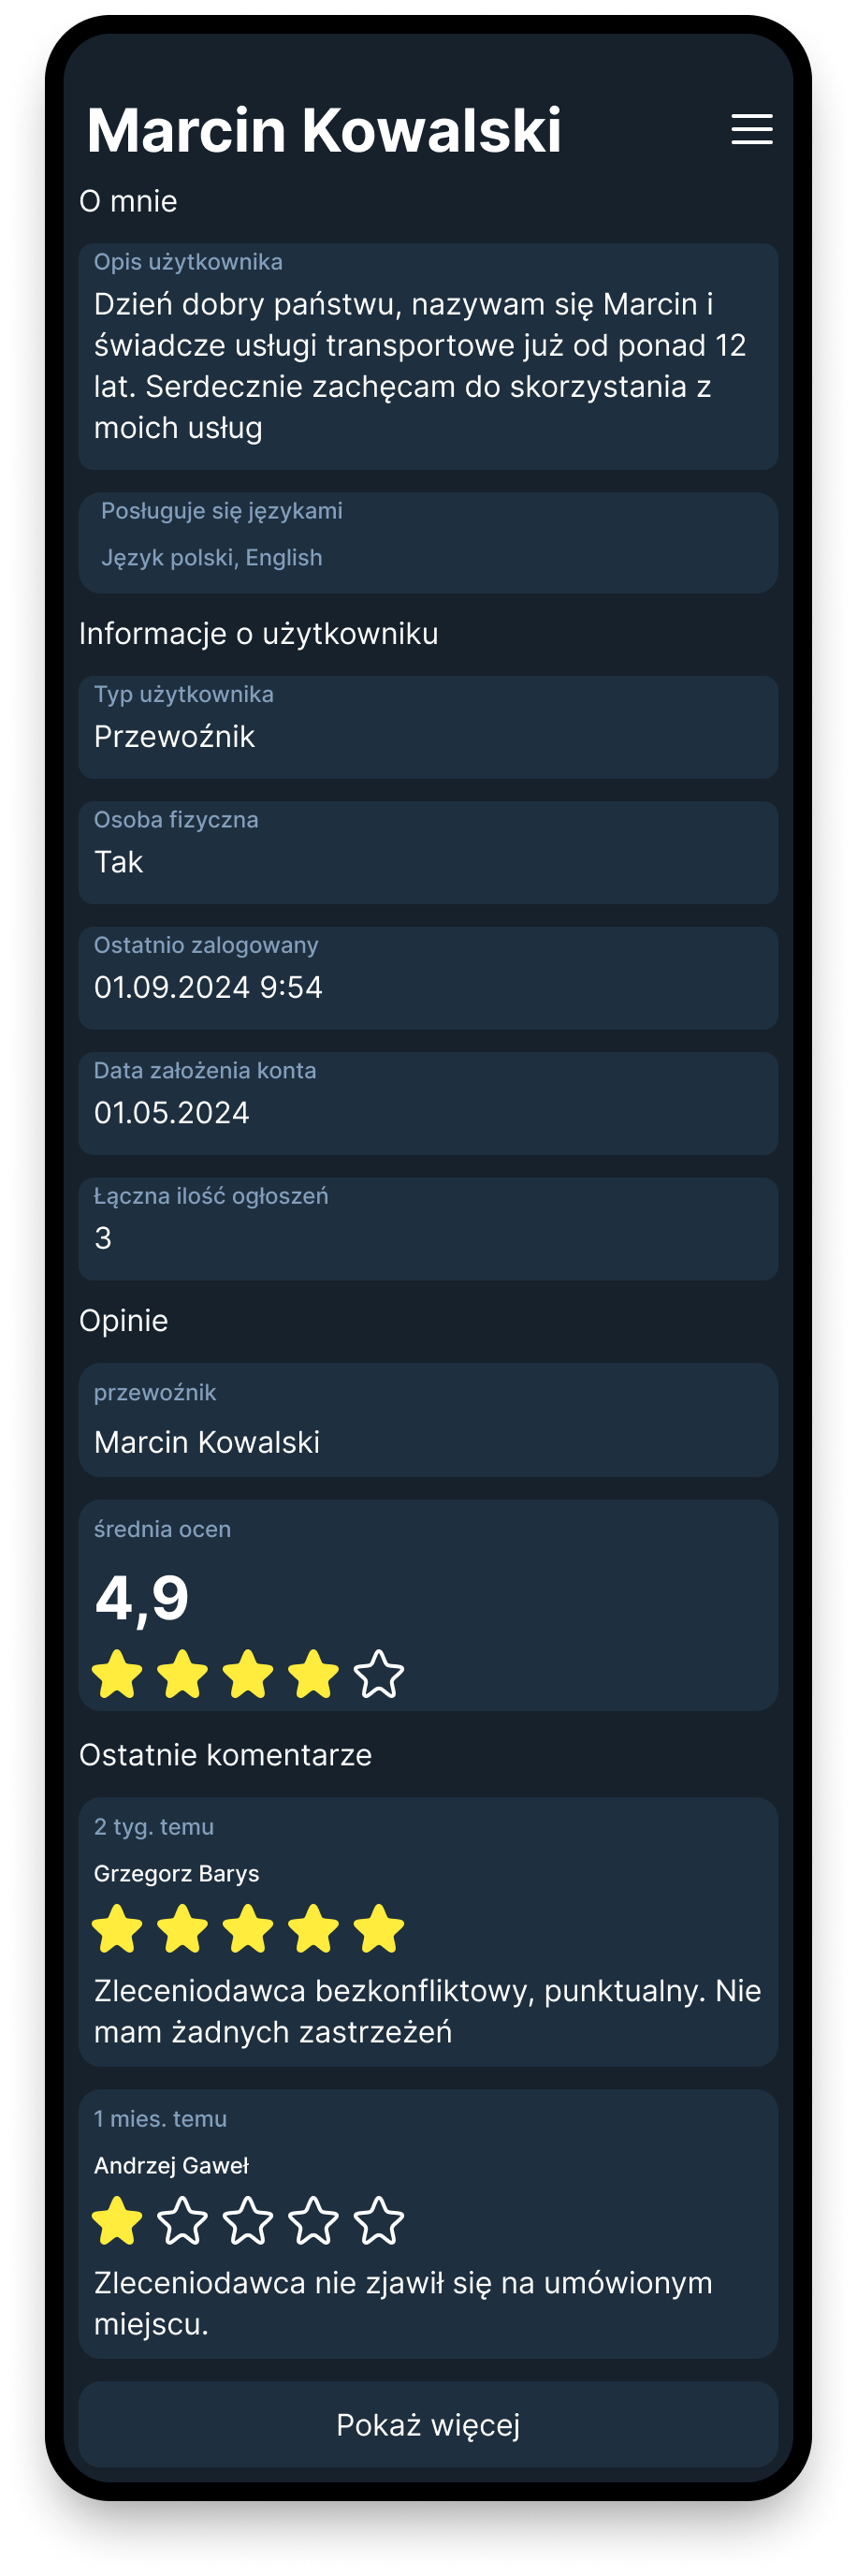 Marcin Kowalski
O mnie
Opis użytkownika
Dzień dobry państwu, nazywam się Marcin i
świadcze usługi transportowe już od ponad 12
lat. Serdecznie zachęcam do skorzystania z
moich usług
Posługuje się językami
Język polski, English
Informacje o użytkowniku
Typ użytkownika
Przewoźnik
Osoba fizyczna
Tak
Ostatnio zalogowany
01.09.2024 9:54
Data założenia konta
01.05.2024
Łączna ilość ogłoszeń
3
Opinie
przewoźnik
Marcin Kowalski
średnia ocen
4,9
Ostatnie komentarze
2 tyg. temu
Grzegorz Barys
Zleceniodawca bezkonfliktowy, punktualny. Nie
mam żadnych zastrzeżeń
1 mies. temu
Andrzej Gaweł
Zleceniodawca nie zjawił się na umówionym
miejscu.
Pokaż więcej